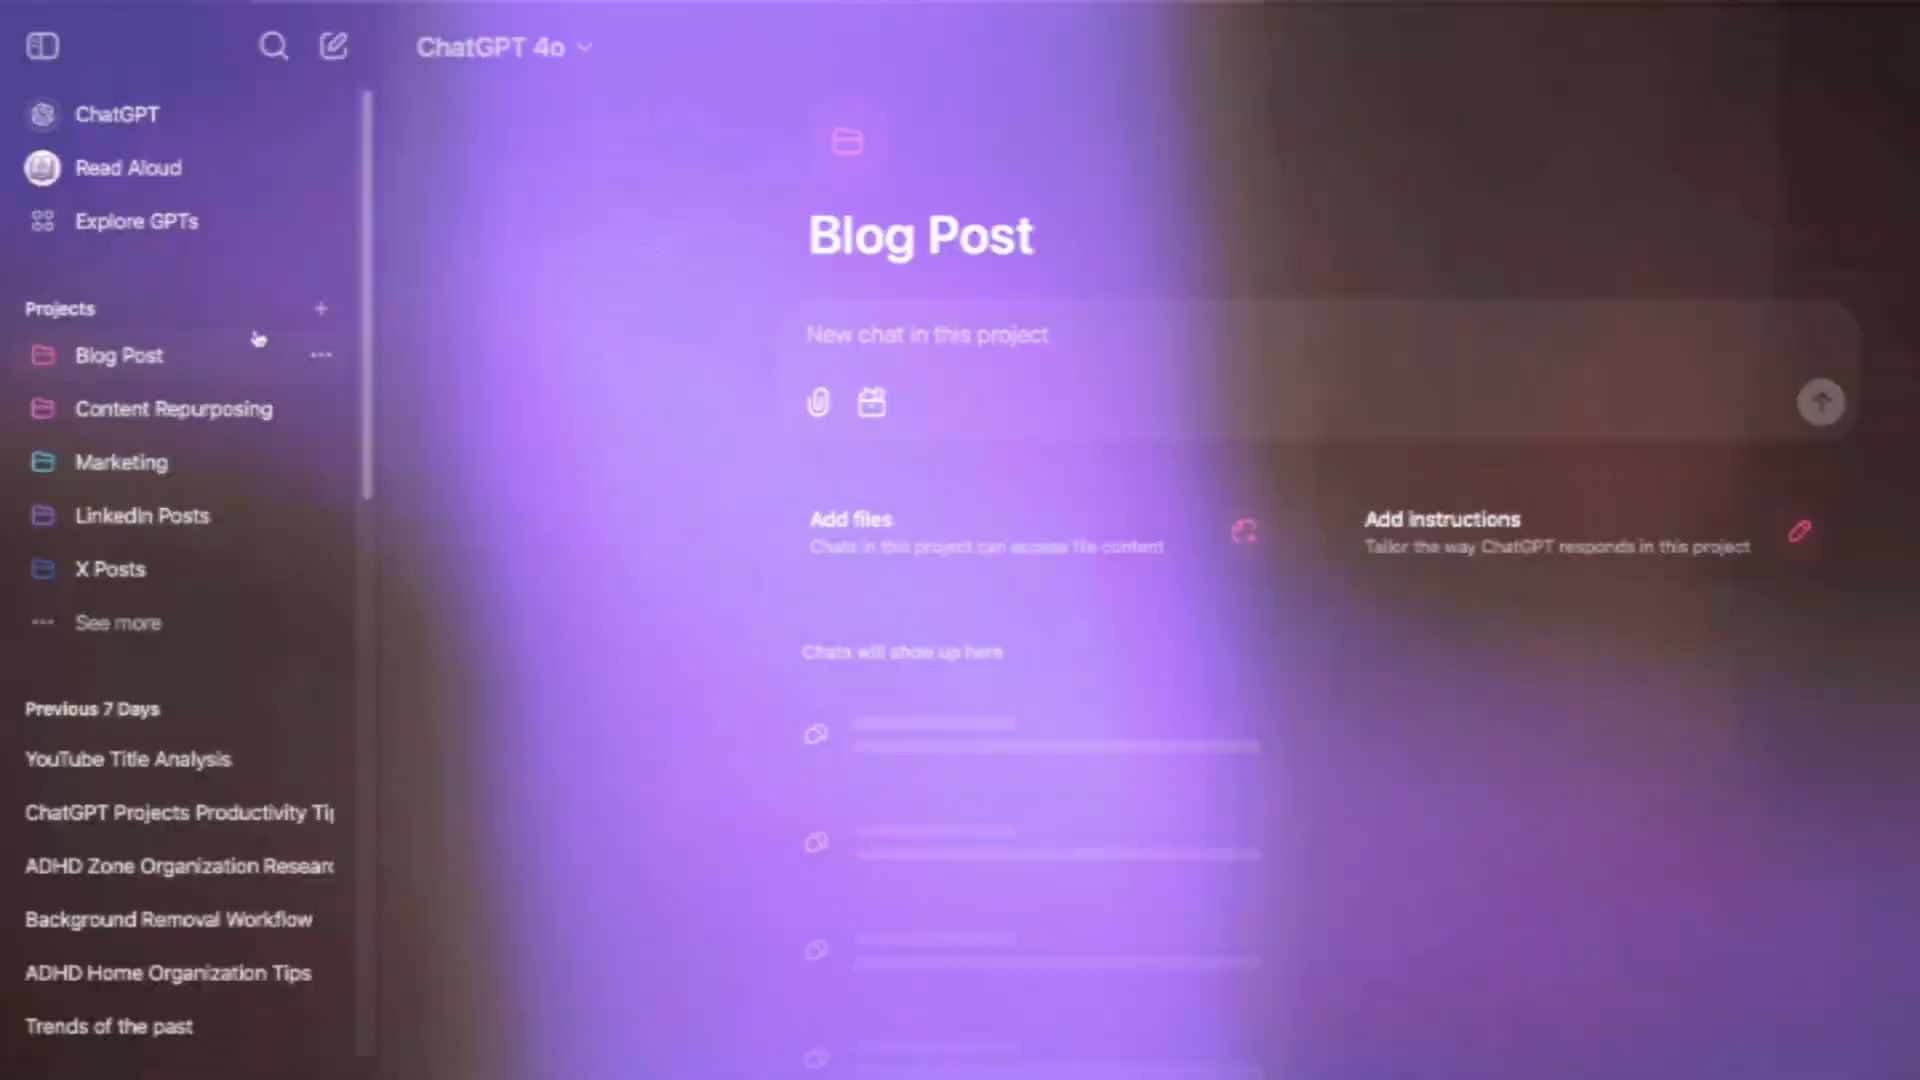 ChatGPT 4o
ChatGPT
Read Aloud
Explore GPTs
Projects
Blog Post
Content Repurposing
Marketing
LinkedIn Posts
X Posts
See more
Previous 7 Days
YouTube Title Analysis
ChatGPT Projects Productivity Tip
ADHD Zone Organization Researc
Background Removal Workflow
ADHD Home Organization Tips
Trends of the past
Blog Post
New chat in this project
Add files
Chats in this project can access file content
Add instructions
Tailor the way ChatGPT responds in this project
Chats will show up here